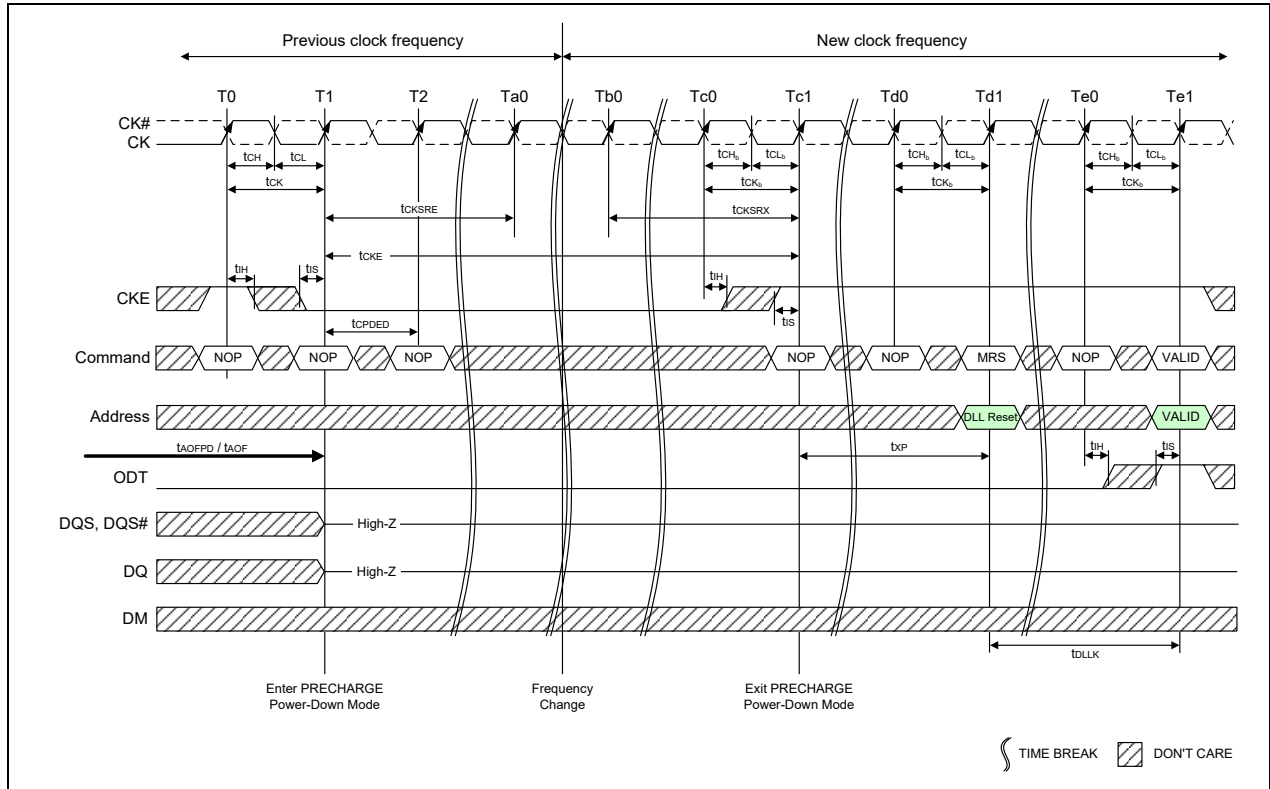 Previous clock frequency New clock frequency
T0 T1 T2 Ta0 Tb0 Tc0 Tc1 Td0 Td1 Te0 Te1
CK#
CK
tCH tCL tCHb tCLb tCHb tCLb tCHb tCLb
tCK tCKb tCKb tCKb
tCKSRE tCKSRX
tCKE
tIH tIS tIH
CKE
tIS
tCPDED
Command NOP NOP NOP NOP NOP MRS NOP VALID
Address DLL Reset VALID
tAOFPD / tAOF tXP tIH tIS
ODT
DQS, DQS# High-Z
DQ High-Z
DM
tDLLK
Enter PRECHARGE Frequency Exit PRECHARGE
Power-Down Mode Change Power-Down Mode
TIME BREAK DON'T CARE